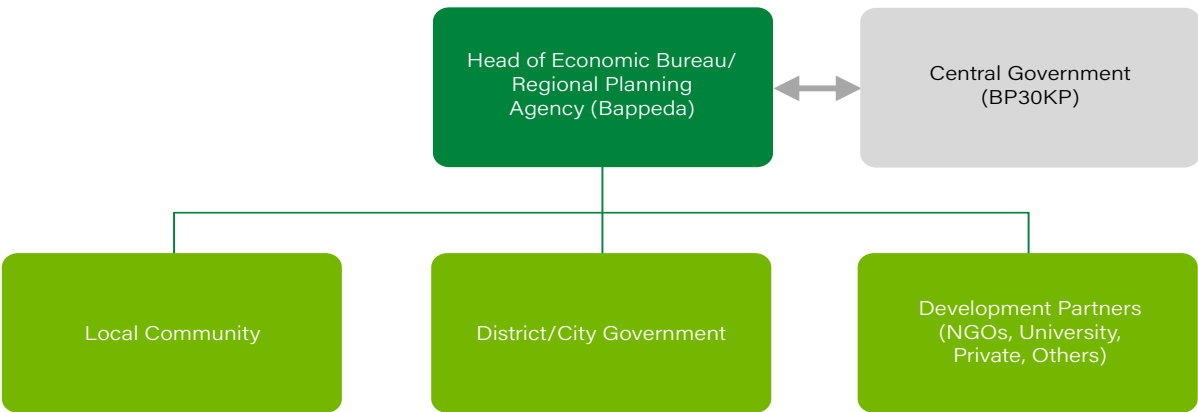 Head of Economic Bureau/
Regional Planning
Agency (Bappeda)
Central Government
(BP30KP)
Local Community
District/City Government
Development Partners
(NGOs, University,
Private, Others)